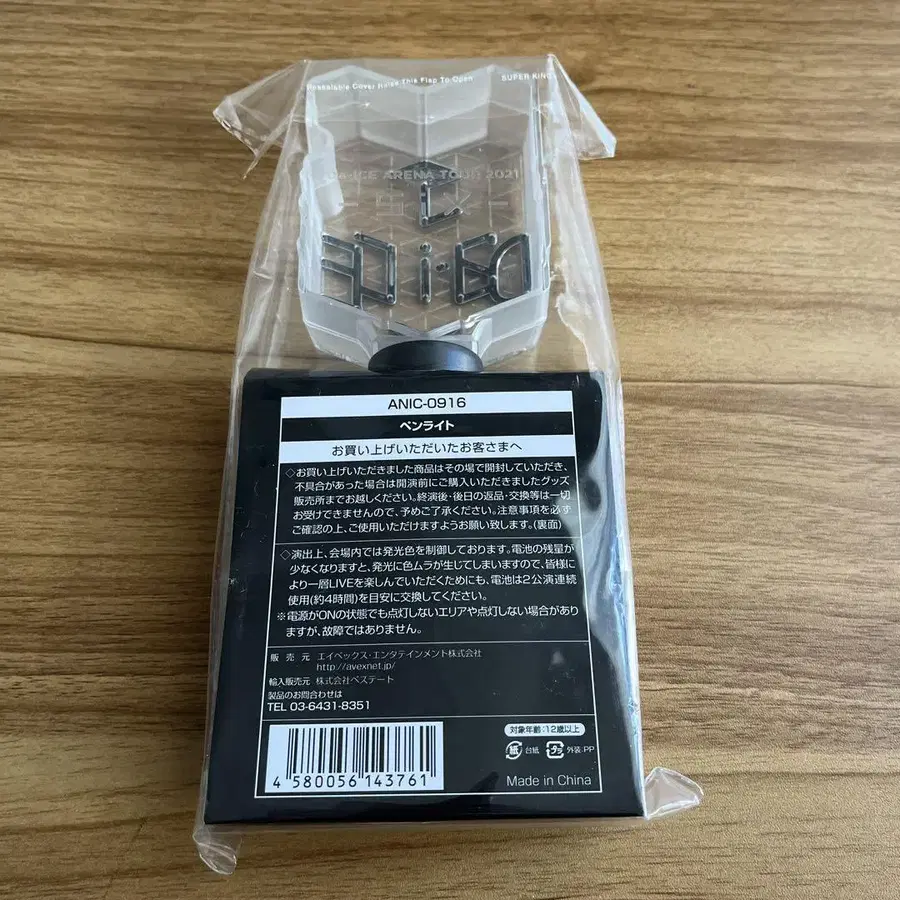 Resealable Cover Raise This Flap To Open
SUPER KING
DA-iCE ARENA TOUR 2021
ANIC-0916
ペンライト
お買い上げいただいたお客さまへ
◇お買い上げいただきました商品はその場で開封していただき、
不具合があった場合は開演前にご購入いただきましたグッズ
販売所までお越しください。終演後・後日の返品・交換等は一切
お受けできませんので、予めご了承ください。注意事項を必ず
ご確認の上、ご使用いただけますようお願い致します。(裏面)
◇演出上、会場内では発光色を制御しております。電池の残量が
少なくなりますと、発光に色ムラが生じてしまいますので、皆様に
より一層LIVEを楽しんでいただくためにも、電池は2公演連続
使用(約4時間)を目安に交換してください。
※電源がONの状態でも点灯しないエリアや点灯しない場合があり
ますが、故障ではありません。
販売元 エイベックス・エンタテインメント株式会社
http://avexnet.jp/
輸入販売元 株式会社ベステート
製品のお問合わせは
TEL 03-6431-8351
対象年齢:12歳以上
紙 台紙 プラ 外装:PP
4 580056 143761
Made in China